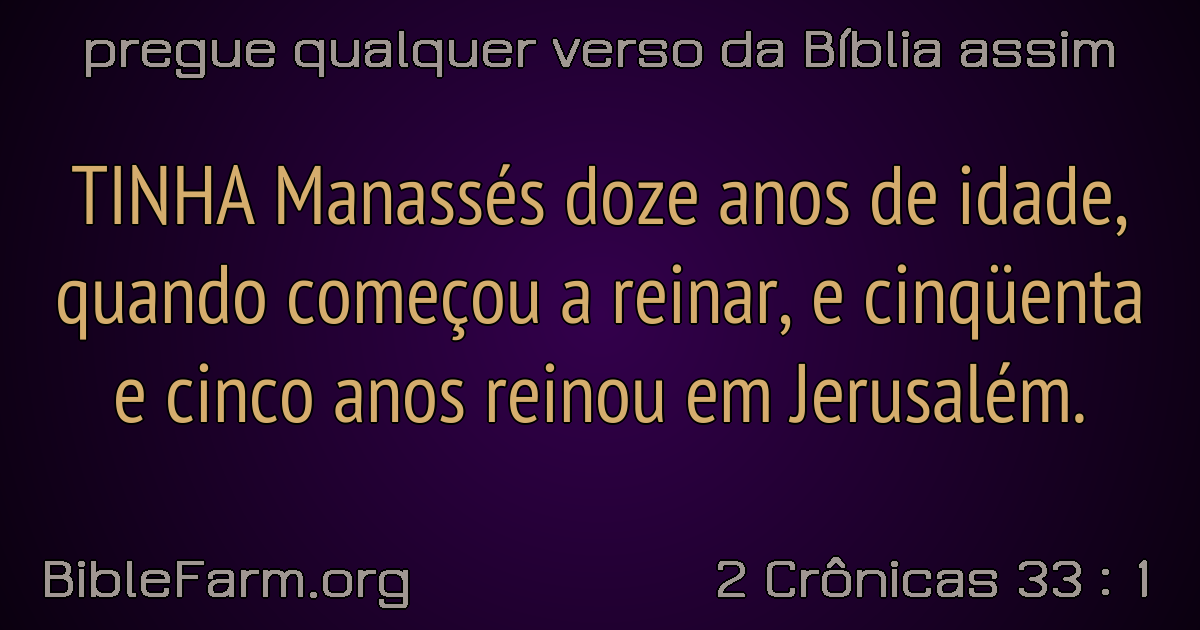 pregue qualquer verso da Bíblia assim
TINHA Manassés doze anos de idade,
quando começou a reinar, e cinqüenta
e cinco anos reinou em Jerusalém.
BibleFarm.org
2 Crônicas 33 : 1